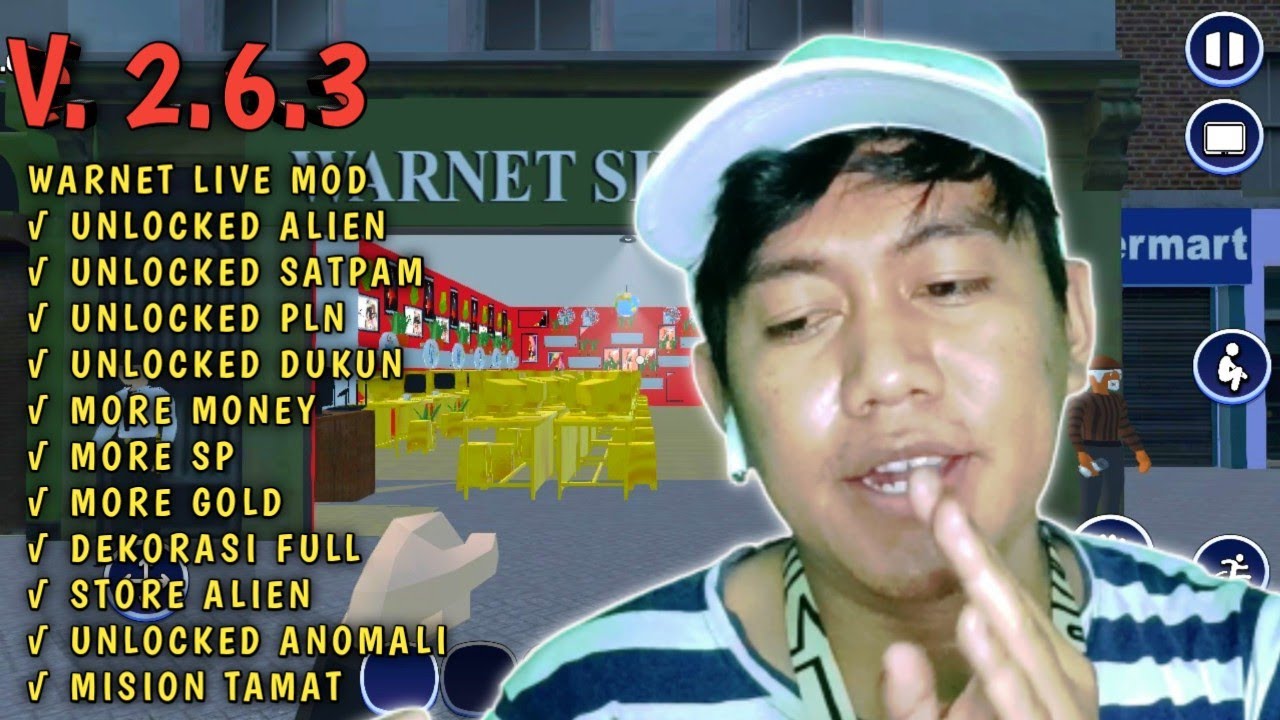 V. 2.6.3
WARNET LIVE MOD
√ UNLOCKED ALIEN
√ UNLOCKED SATPAM
√ UNLOCKED PLN
√ UNLOCKED DUKUN
√ MORE MONEY
√ MORE SP
√ MORE GOLD
√ DEKORASI FULL
√ STORE ALIEN
√ UNLOCKED ANOMALI
√ MISION TAMAT
WARNET SI
ermart